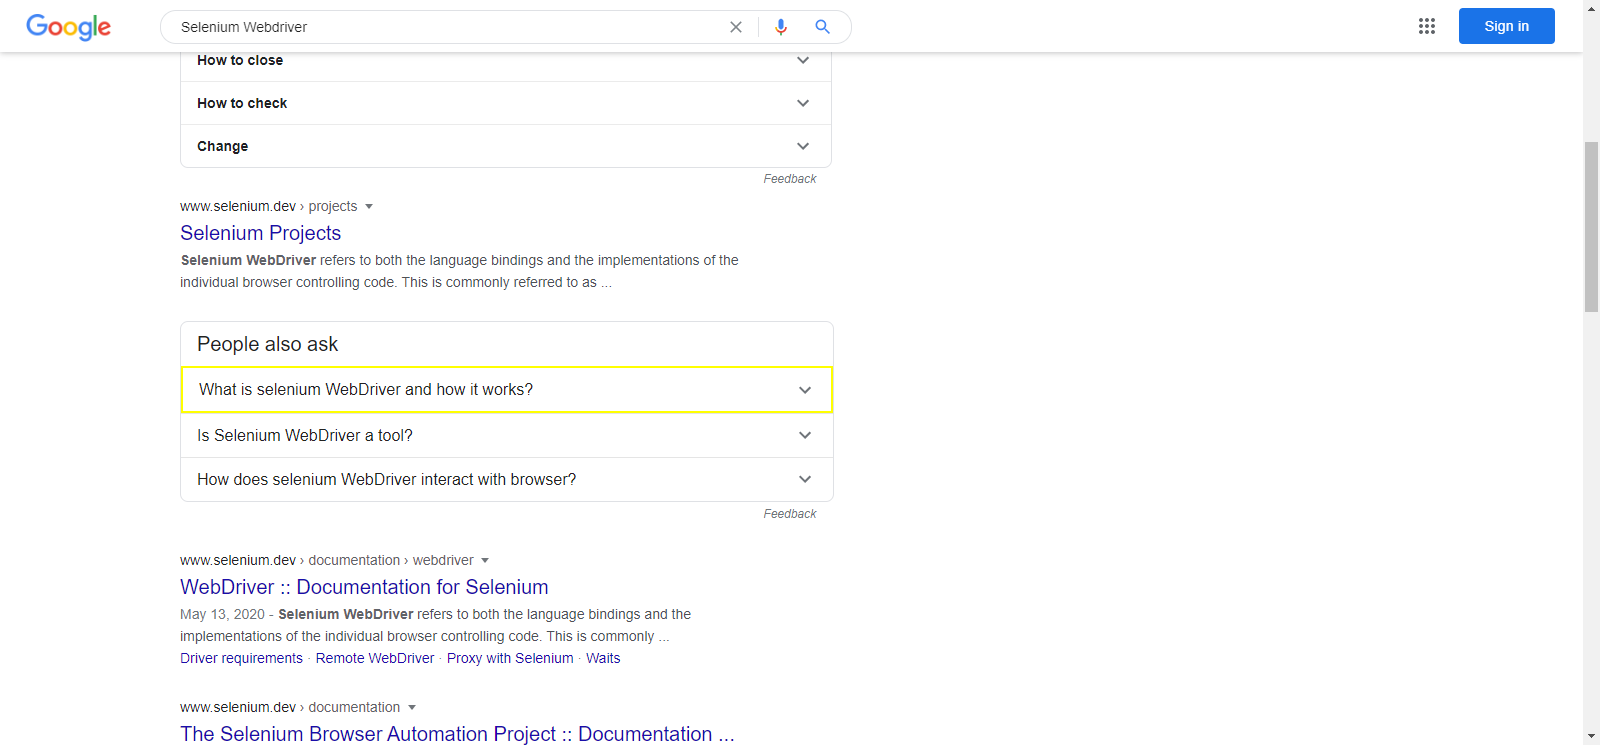 Google
Selenium Webdriver
Sign in
How to close
How to check
Change
Feedback
www.selenium.dev › projects
Selenium Projects
Selenium WebDriver refers to both the language bindings and the implementations of the
individual browser controlling code. This is commonly referred to as ...
People also ask
What is selenium WebDriver and how it works?
Is Selenium WebDriver a tool?
How does selenium WebDriver interact with browser?
Feedback
www.selenium.dev › documentation › webdriver
WebDriver :: Documentation for Selenium
May 13, 2020 - Selenium WebDriver refers to both the language bindings and the
implementations of the individual browser controlling code. This is commonly ...
Driver requirements · Remote WebDriver · Proxy with Selenium · Waits
www.selenium.dev › documentation
The Selenium Browser Automation Project :: Documentation ...